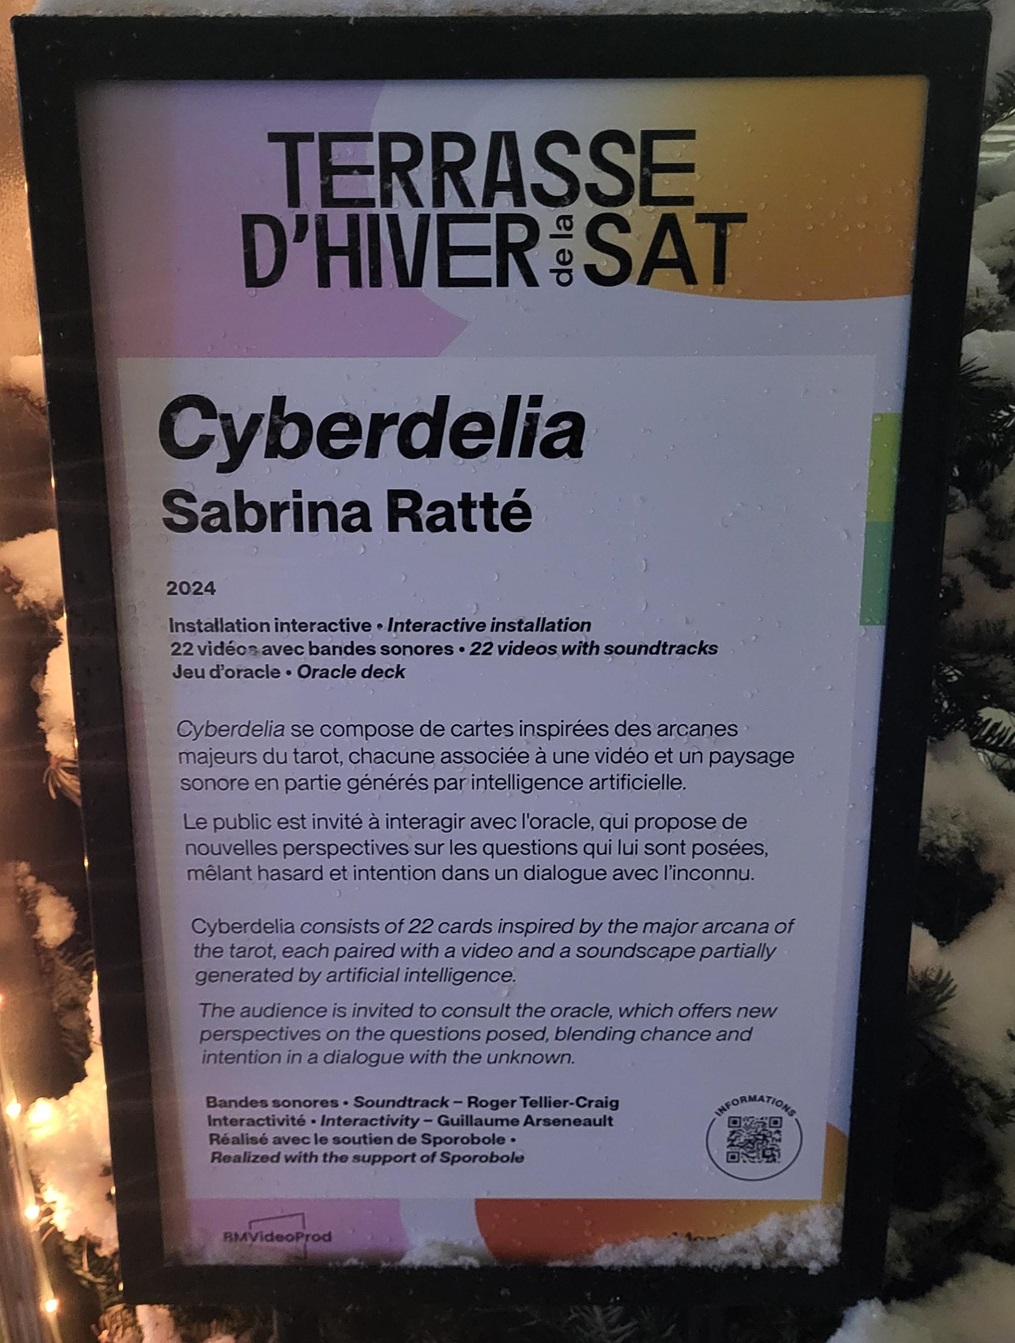 TERRASSE
D'HIVER de la SAT
Cyberdelia
Sabrina Ratté
2024
Installation interactive • Interactive installation
22 vidéos avec bandes sonores • 22 videos with soundtracks
Jeu d'oracle • Oracle deck
Cyberdelia se compose de cartes inspirées des arcanes
majeurs du tarot, chacune associée à une vidéo et un paysage
sonore en partie générés par intelligence artificielle.
Le public est invité à interagir avec l'oracle, qui propose de
nouvelles perspectives sur les questions qui lui sont posées,
mêlant hasard et intention dans un dialogue avec l'inconnu.
Cyberdelia consists of 22 cards inspired by the major arcana of
the tarot, each paired with a video and a soundscape partially
generated by artificial intelligence.
The audience is invited to consult the oracle, which offers new
perspectives on the questions posed, blending chance and
intention in a dialogue with the unknown.
Bandes sonores • Soundtrack – Roger Tellier-Craig
Interactivité • Interactivity – Guillaume Arseneault
Réalisé avec le soutien de Sporobole •
Realized with the support of Sporobole
INFORMATIONS
BMVideoProd